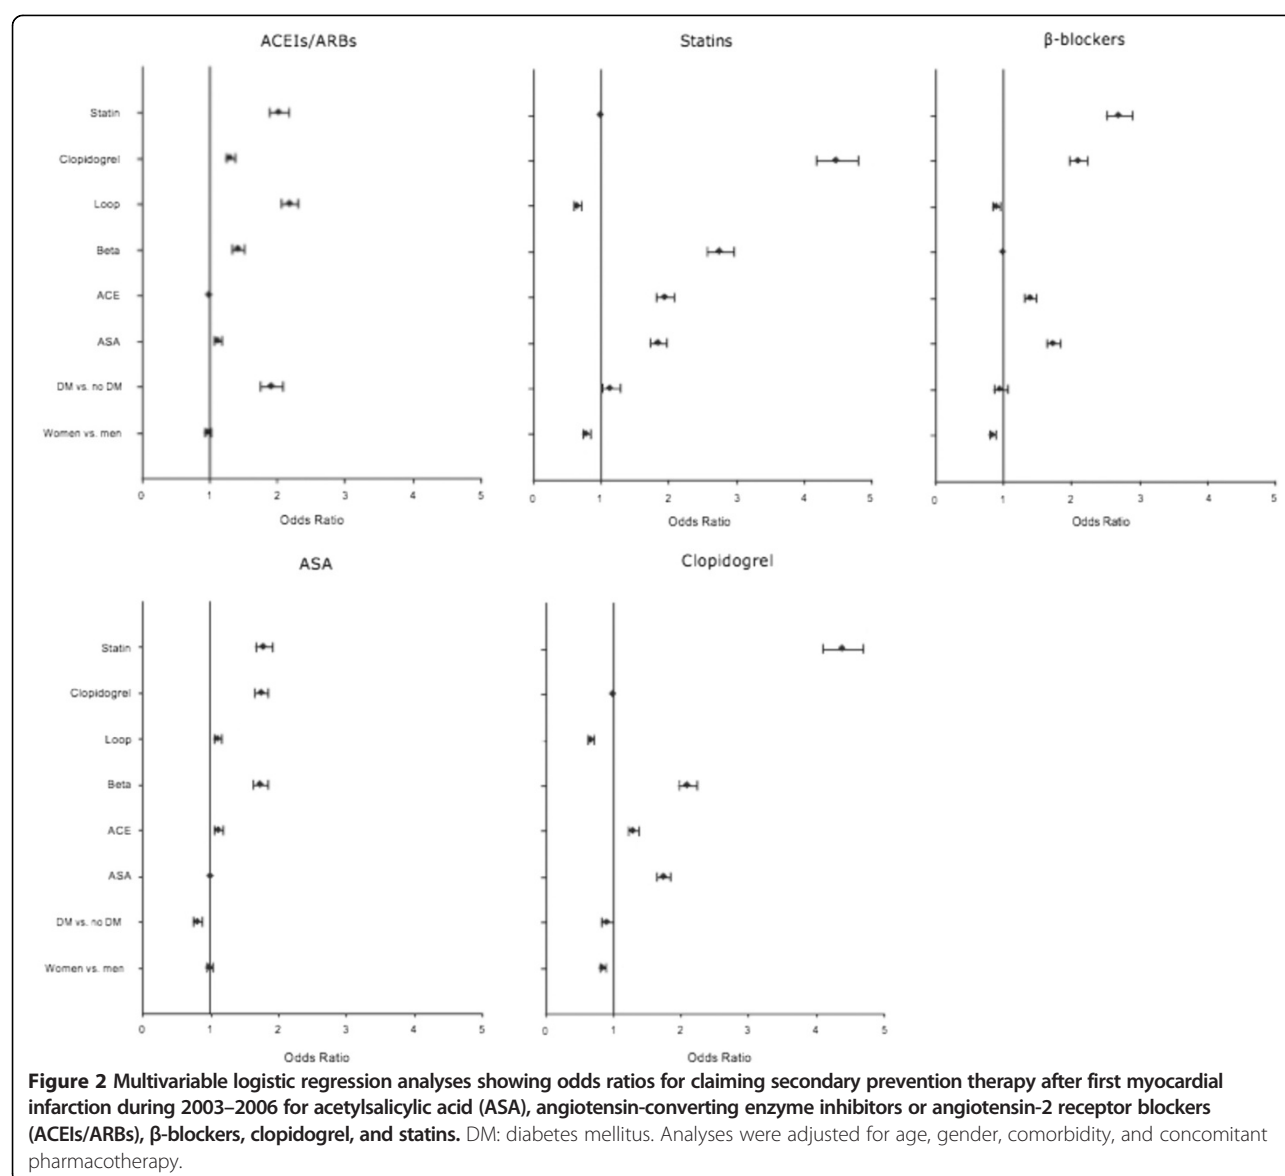 ACEIs/ARBs
Statin
Clopidogrel
Loop
Beta
ACE
ASA
DM vs. no DM
Women vs. men
0 1 2 3 4 5
Odds Ratio
Statins
0 1 2 3 4 5
Odds Ratio
β-blockers
0 1 2 3 4 5
Odds Ratio
ASA
Statin
Clopidogrel
Loop
Beta
ACE
ASA
DM vs. no DM
Women vs. men
0 1 2 3 4 5
Odds Ratio
Clopidogrel
0 1 2 3 4 5
Odds Ratio
Figure 2 Multivariable logistic regression analyses showing odds ratios for claiming secondary prevention therapy after first myocardial
infarction during 2003–2006 for acetylsalicylic acid (ASA), angiotensin-converting enzyme inhibitors or angiotensin-2 receptor blockers
(ACEIs/ARBs), β-blockers, clopidogrel, and statins. DM: diabetes mellitus. Analyses were adjusted for age, gender, comorbidity, and concomitant
pharmacotherapy.